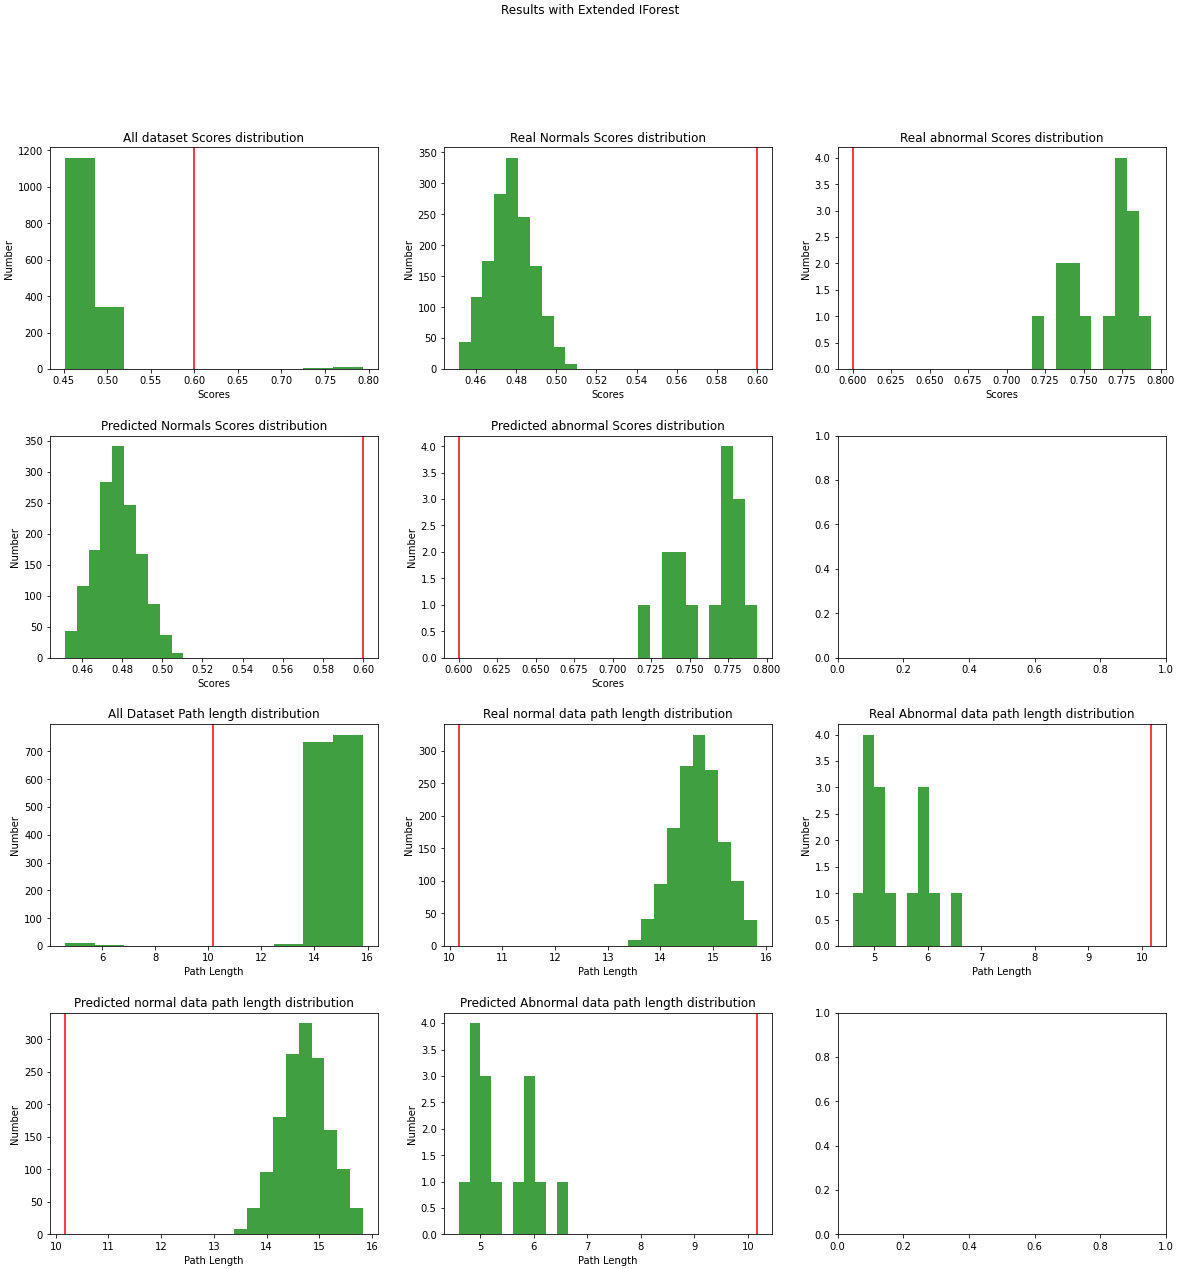 Results with Extended IForest
All dataset Scores distribution
Number
1200
1000
800
600
400
200
0
0.45 0.50 0.55 0.60 0.65 0.70 0.75 0.80
Scores
Real Normals Scores distribution
Number
350
300
250
200
150
100
50
0
0.46 0.48 0.50 0.52 0.54 0.56 0.58 0.60
Scores
Real abnormal Scores distribution
Number
4.0
3.5
3.0
2.5
2.0
1.5
1.0
0.5
0.0
0.600 0.625 0.650 0.675 0.700 0.725 0.750 0.775 0.800
Scores
Predicted Normals Scores distribution
Number
350
300
250
200
150
100
50
0
0.46 0.48 0.50 0.52 0.54 0.56 0.58 0.60
Scores
Predicted abnormal Scores distribution
Number
4.0
3.5
3.0
2.5
2.0
1.5
1.0
0.5
0.0
0.600 0.625 0.650 0.675 0.700 0.725 0.750 0.775 0.800
Scores
1.0
0.8
0.6
0.4
0.2
0.0
0.0 0.2 0.4 0.6 0.8 1.0
All Dataset Path length distribution
Number
700
600
500
400
300
200
100
0
6 8 10 12 14 16
Path Length
Real normal data path length distribution
Number
300
250
200
150
100
50
0
10 11 12 13 14 15 16
Path Length
Real Abnormal data path length distribution
Number
4.0
3.5
3.0
2.5
2.0
1.5
1.0
0.5
0.0
5 6 7 8 9 10
Path Length
Predicted normal data path length distribution
Number
300
250
200
150
100
50
0
10 11 12 13 14 15 16
Path Length
Predicted Abnormal data path length distribution
Number
4.0
3.5
3.0
2.5
2.0
1.5
1.0
0.5
0.0
5 6 7 8 9 10
Path Length
1.0
0.8
0.6
0.4
0.2
0.0
0.0 0.2 0.4 0.6 0.8 1.0